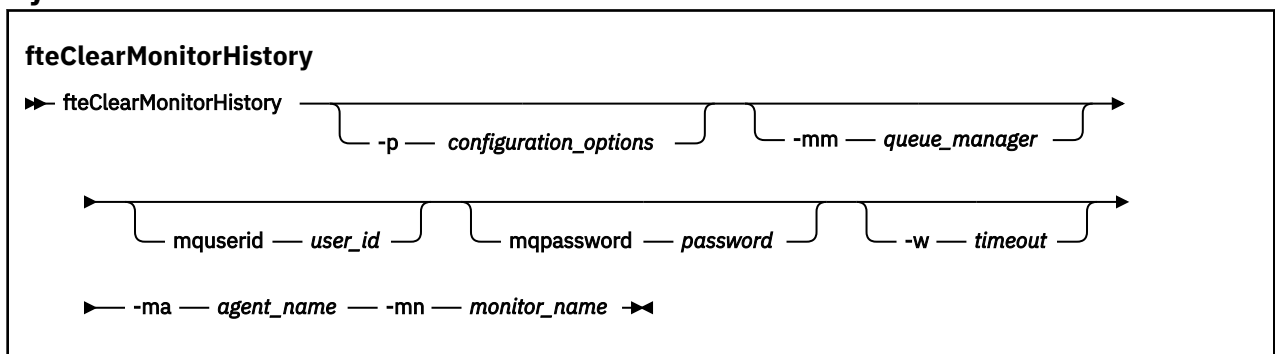 fteClearMonitorHistory
fteClearMonitorHistory
-p configuration_options -mm queue_manager
mquserid user_id mqpassword password -w timeout
-ma agent_name -mn monitor_name